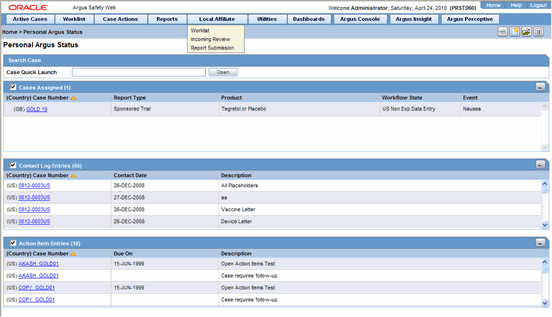 ORACLE Argus Safety Web Welcome Administrator, Saturday, April 24, 2010 (PRST060) Home Help Logout
Active Cases Worklist Case Actions Reports Local Affiliate Utilities Dashboards Argus Console Argus Insight Argus Perceptive
Worklist
Incoming Review
Report Submission
Home > Personal Argus Status
Personal Argus Status
Search Case
Case Quick Launch Open
Cases Assigned (1)
(Country) Case Number Report Type Product Workflow State Event
(GB) GOLD 19 Sponsored Trial Tegretol or Placebo US Non Exp Data Entry Nausea
Contact Log Entries (55)
(Country) Case Number Contact Date Description
(US) 0812-0003US 26-DEC-2008 All Placeholders
(US) 0812-0003US 27-DEC-2008 aa
(US) 0812-0003US 26-DEC-2008 Vaccine Letter
(US) 0812-0003US 26-DEC-2008 Device Letter
Action Item Entries (18)
(Country) Case Number Due On Description
(US) AKASH_GOLD01 15-JUN-1999 Open Action Items Test
(US) AKASH_GOLD01 Case requires follow-up.
(US) COPY_GOLD01 15-JUN-1999 Open Action Items Test
(US) COPY_GOLD01 Case requires follow-up.